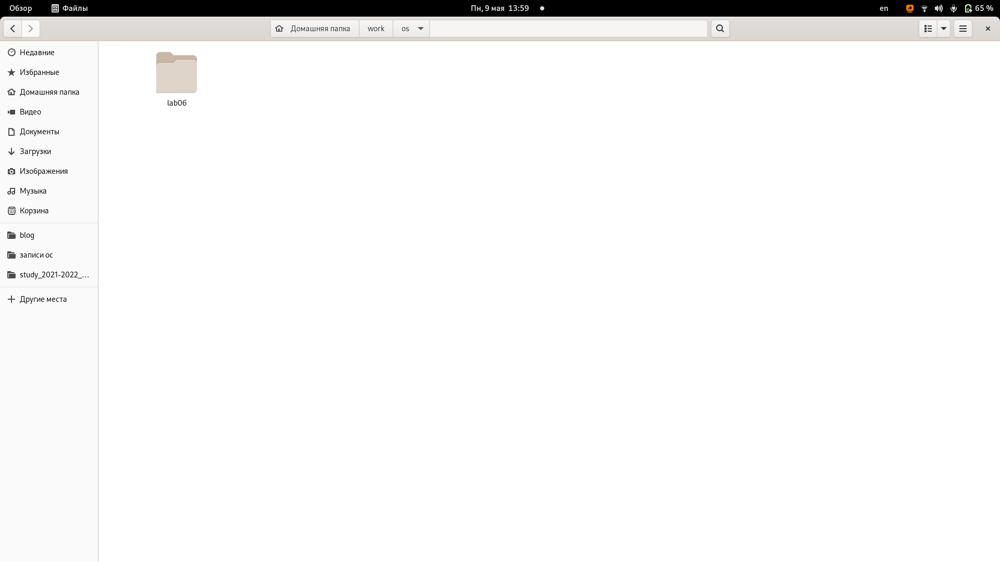 Обзор Файлы Пн, 9 мая 13:59 en 65 %
Домашняя папка work os
Недавние
Избранные
Домашняя папка
Видео
Документы
Загрузки
Изображения
Музыка
Корзина
blog
записи ос
study_2021-2022_…
Другие места
lab06